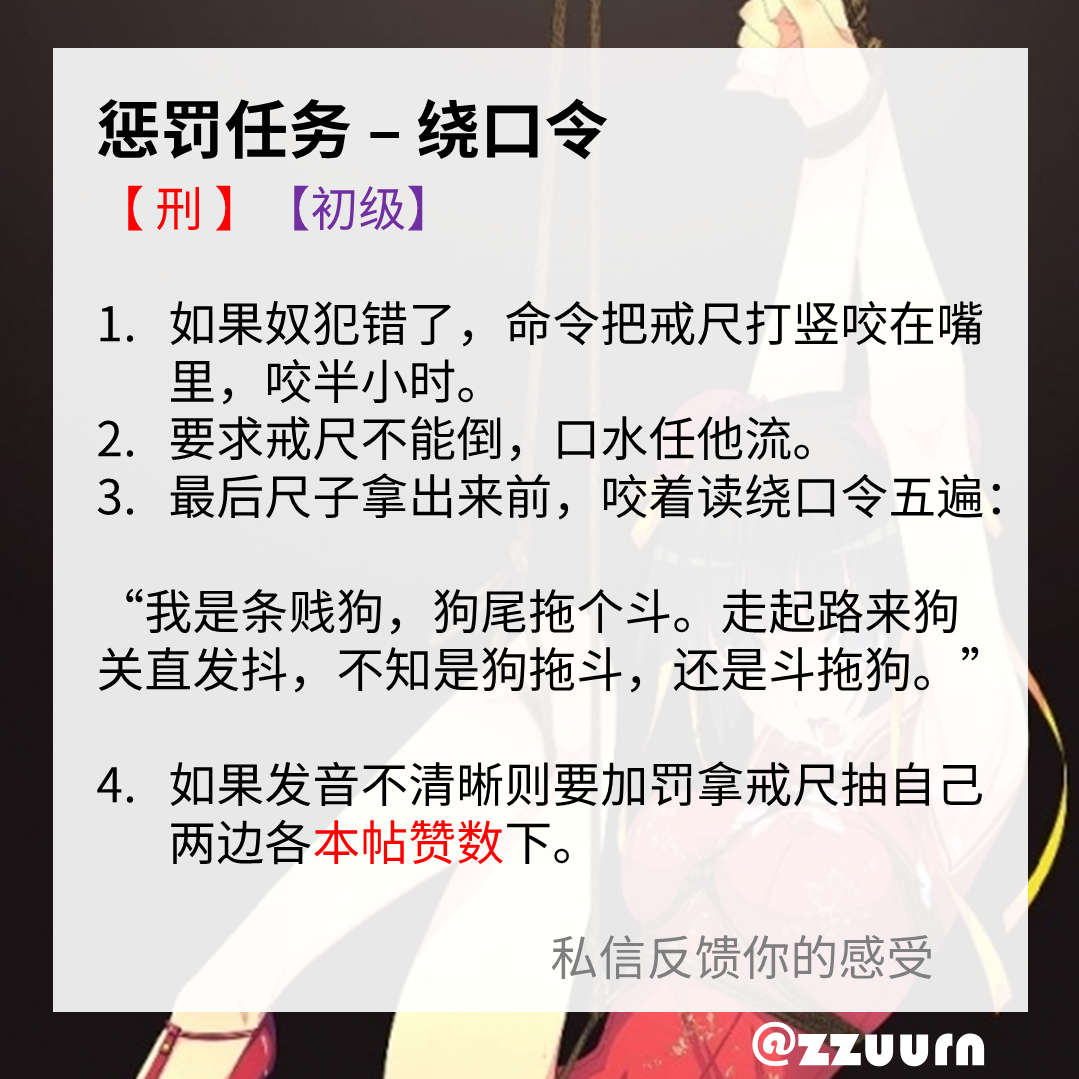 惩罚任务 – 绕口令
【 刑 】 【初级】
1. 如果奴犯错了，命令把戒尺打竖咬在嘴
里，咬半小时。
2. 要求戒尺不能倒，口水任他流。
3. 最后尺子拿出来前，咬着读绕口令五遍：
“我是条贱狗，狗尾拖个斗。走起路来狗
关直发抖，不知是狗拖斗，还是斗拖狗。”
4. 如果发音不清晰则要加罚拿戒尺抽自己
两边各本帖赞数下。
私信反馈你的感受
@zzuurn